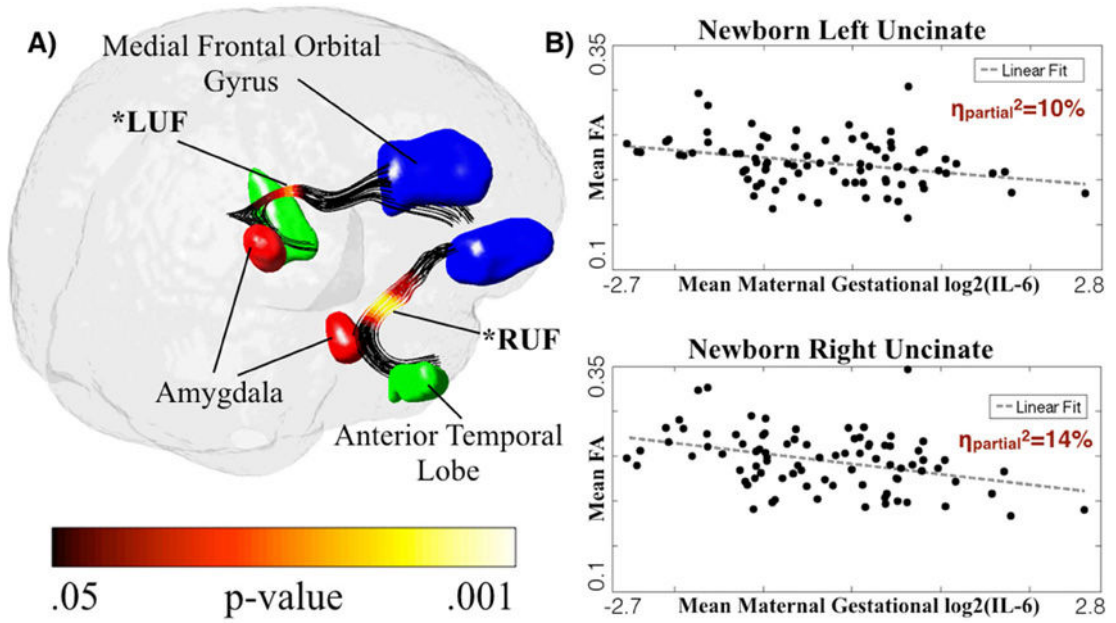 A)
Medial Frontal Orbital
Gyrus
*LUF
*RUF
Amygdala
Anterior Temporal
Lobe
.05 p-value .001
B)
Newborn Left Uncinate
0.35
Linear Fit
ηpartial²=10%
Mean FA
0.1
-2.7 Mean Maternal Gestational log2(IL-6) 2.8
Newborn Right Uncinate
0.35
Linear Fit
ηpartial²=14%
Mean FA
0.1
-2.7 Mean Maternal Gestational log2(IL-6) 2.8